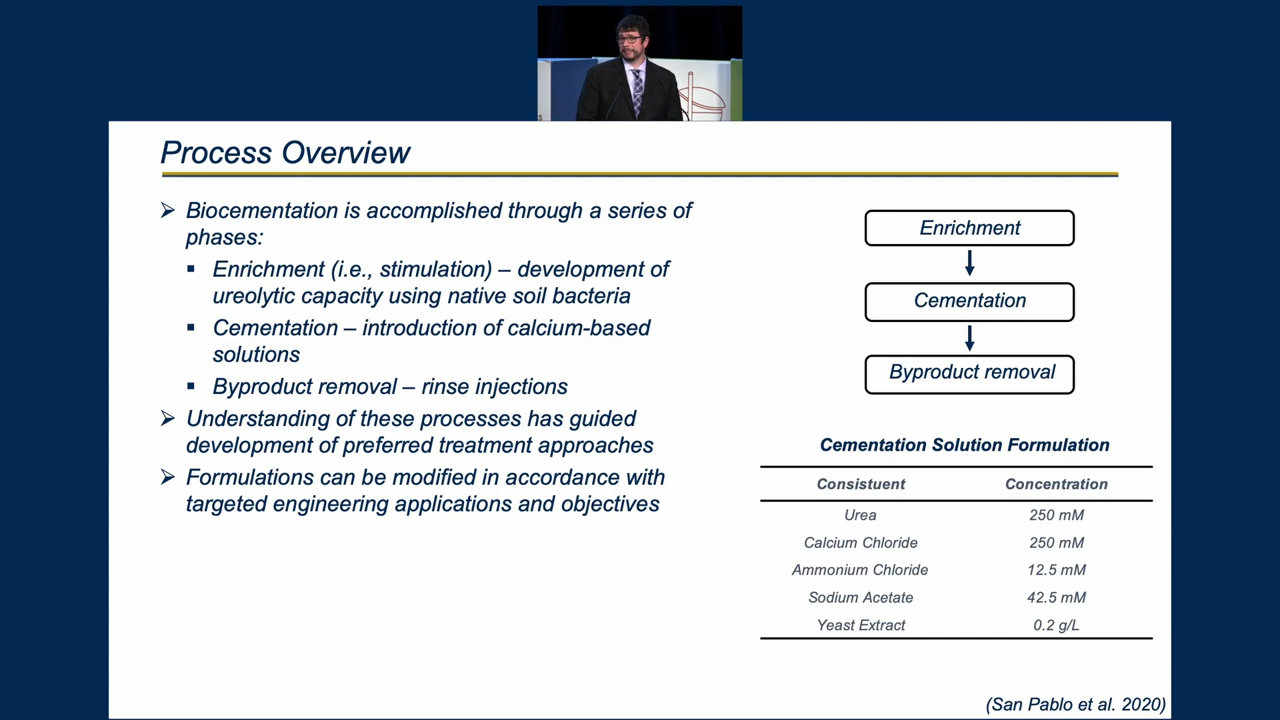 Process Overview
➢ Biocementation is accomplished through a series of
phases:
▪ Enrichment (i.e., stimulation) – development of
ureolytic capacity using native soil bacteria
▪ Cementation – introduction of calcium-based
solutions
▪ Byproduct removal – rinse injections
➢ Understanding of these processes has guided
development of preferred treatment approaches
➢ Formulations can be modified in accordance with
targeted engineering applications and objectives
Enrichment
Cementation
Byproduct removal
Cementation Solution Formulation
Consistuent Concentration
Urea 250 mM
Calcium Chloride 250 mM
Ammonium Chloride 12.5 mM
Sodium Acetate 42.5 mM
Yeast Extract 0.2 g/L
(San Pablo et al. 2020)